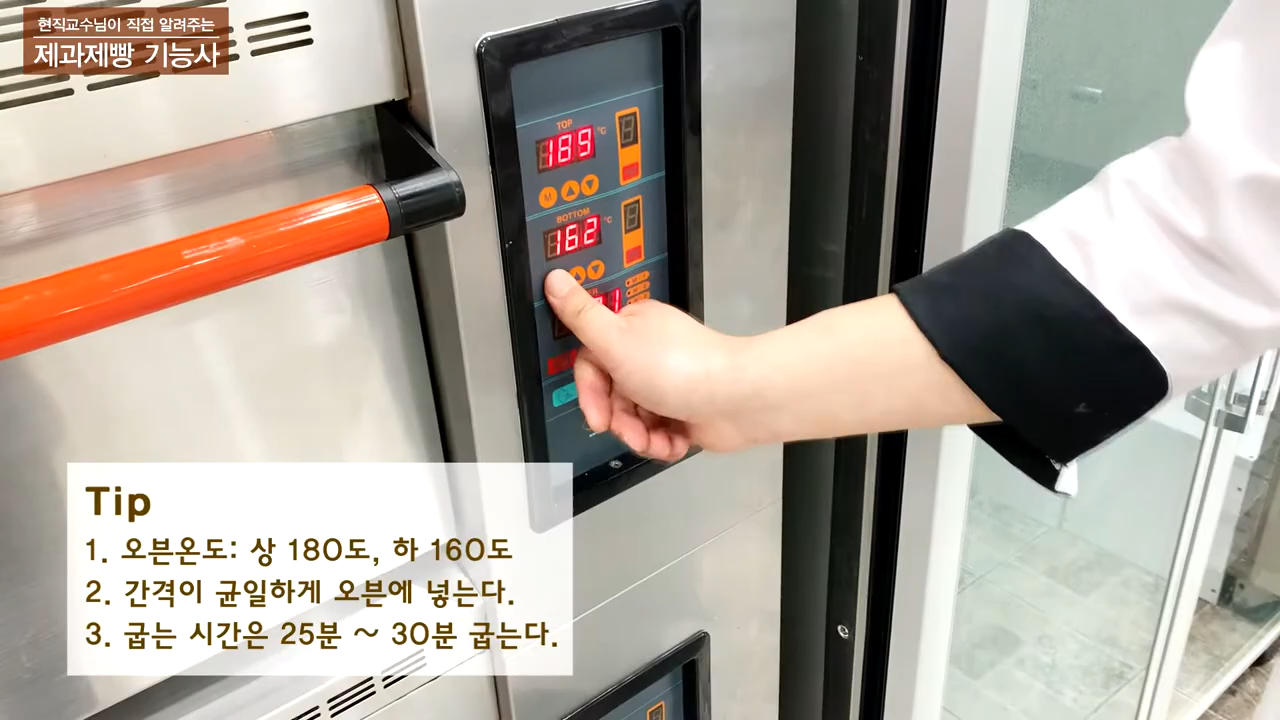 현직교수님이 직접 알려주는
제과제빵 기능사
TOP
189 °C
M
BOTTOM
162 °C
Tip
1. 오븐온도: 상 180도, 하 160도
2. 간격이 균일하게 오븐에 넣는다.
3. 굽는 시간은 25분 ~ 30분 굽는다.